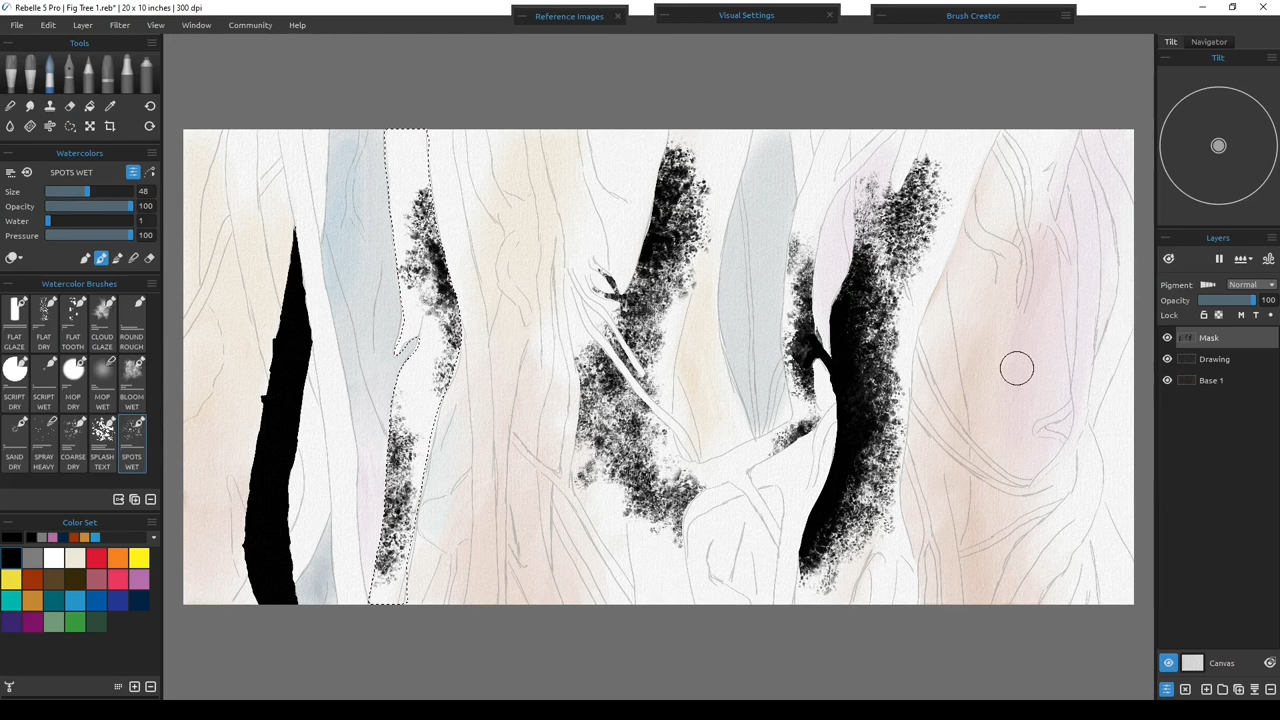 Rebelle 5 Pro | Fig Tree 1.reb* | 20 x 10 inches | 300 dpi
File Edit Layer Filter View Window Community Help
Reference Images
Visual Settings
Brush Creator
Tools
Watercolors
SPOTS WET
Size 48
Opacity 100
Water 1
Pressure 100
Watercolor Brushes
FLAT GLAZE
FLAT DRY
FLAT TOOTH
CLOUD GLAZE
ROUND ROUGH
SCRIPT DRY
SCRIPT WET
MOP DRY
MOP WET
BLOOM WET
SAND DRY
SPRAY HEAVY
COARSE DRY
SPLASH TEXT
SPOTS WET
Color Set
Tilt Navigator
Tilt
Layers
Pigment Normal
Opacity 100
Lock M T
Mask
Drawing
Base 1
Canvas